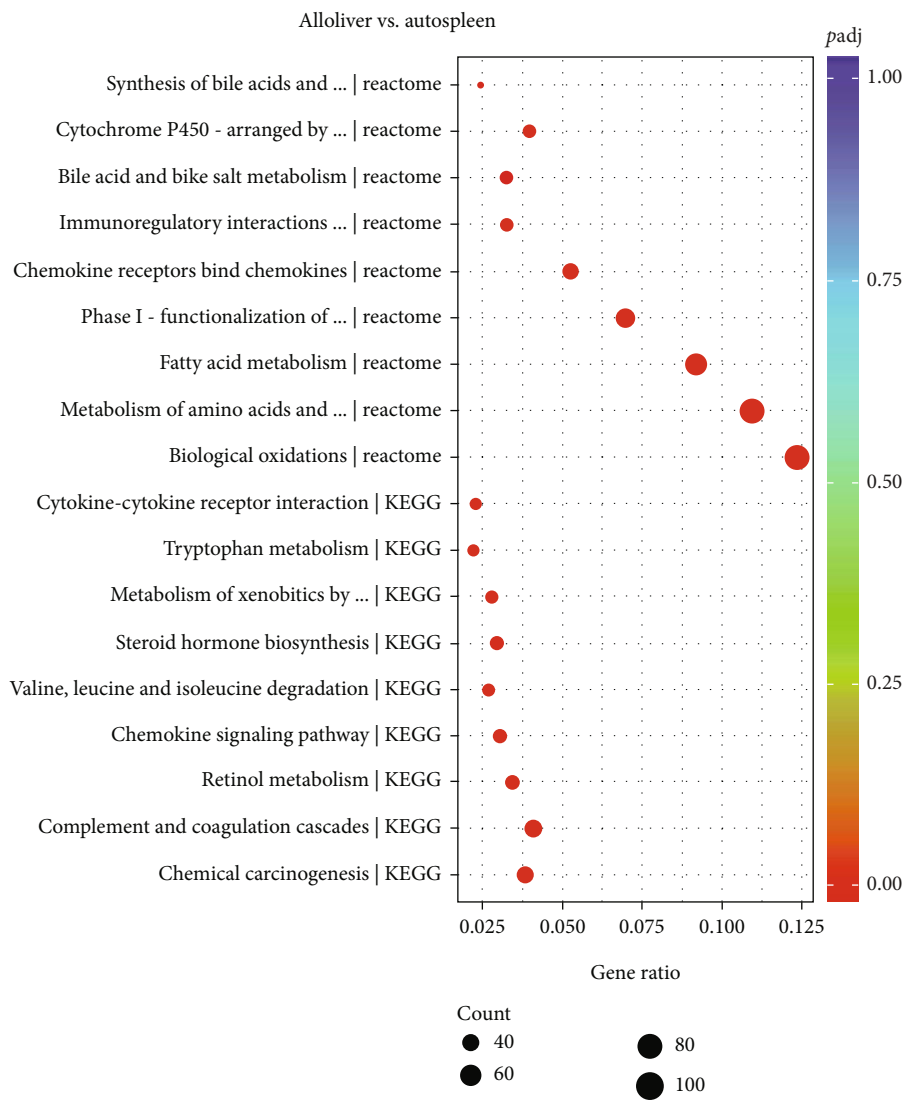 Alloliver vs. autospleen
Synthesis of bile acids and ... | reactome
Cytochrome P450 - arranged by ... | reactome
Bile acid and bike salt metabolism | reactome
Immunoregulatory interactions ... | reactome
Chemokine receptors bind chemokines | reactome
Phase I - functionalization of ... | reactome
Fatty acid metabolism | reactome
Metabolism of amino acids and ... | reactome
Biological oxidations | reactome
Cytokine-cytokine receptor interaction | KEGG
Tryptophan metabolism | KEGG
Metabolism of xenobitics by ... | KEGG
Steroid hormone biosynthesis | KEGG
Valine, leucine and isoleucine degradation | KEGG
Chemokine signaling pathway | KEGG
Retinol metabolism | KEGG
Complement and coagulation cascades | KEGG
Chemical carcinogenesis | KEGG
0.025 0.050 0.075 0.100 0.125
Gene ratio
padj
1.00
0.75
0.50
0.25
0.00
Count
40 80
60 100